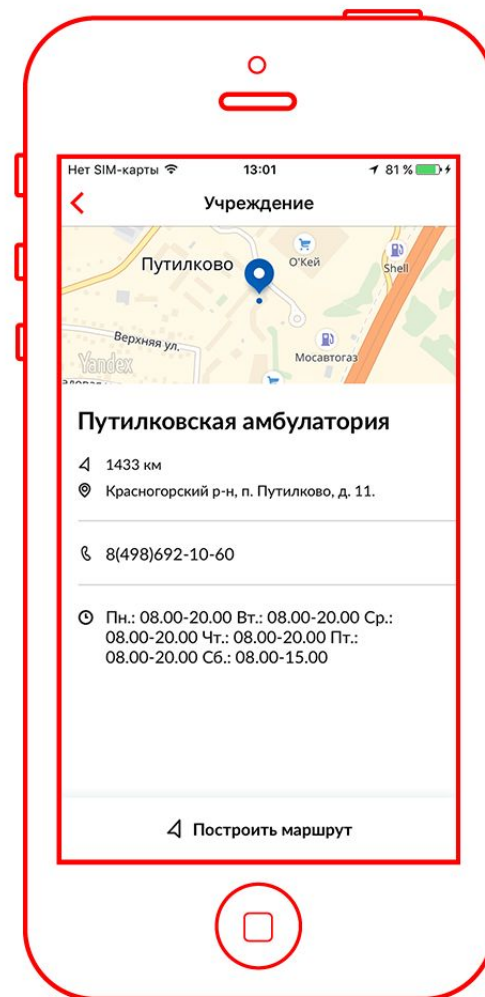 Нет SIM-карты 13:01 81 %
Учреждение
Путилково
О'Кей
Shell
Верхняя ул.
Мосавтогаз
Yandex
Путилковская амбулатория
1433 км
Красногорский р-н, п. Путилково, д. 11.
8(498)692-10-60
Пн.: 08.00-20.00 Вт.: 08.00-20.00 Ср.:
08.00-20.00 Чт.: 08.00-20.00 Пт.:
08.00-20.00 Сб.: 08.00-15.00
Построить маршрут